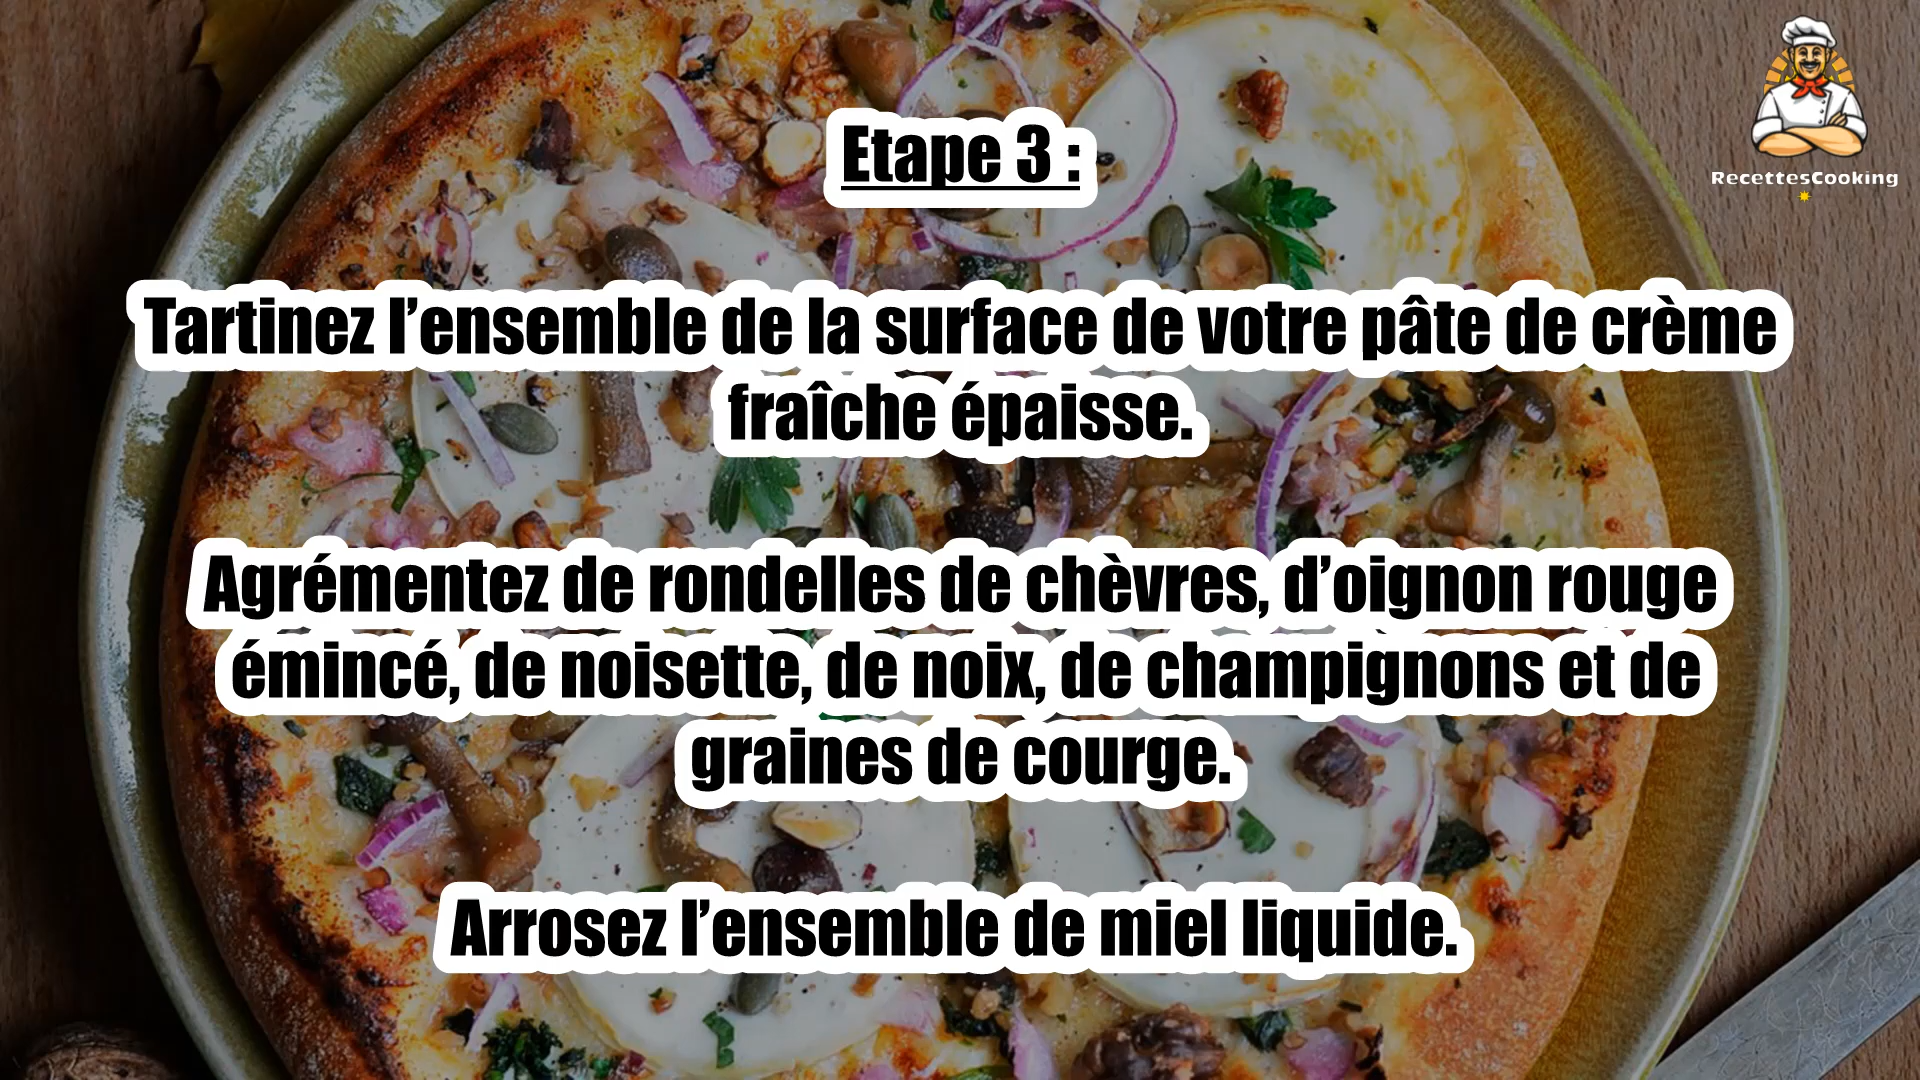 RecettesCooking
Etape 3 :
Tartinez l’ensemble de la surface de votre pâte de crème
fraîche épaisse.
Agrémentez de rondelles de chèvres, d’oignon rouge
émincé, de noisette, de noix, de champignons et de
graines de courge.
Arrosez l’ensemble de miel liquide.